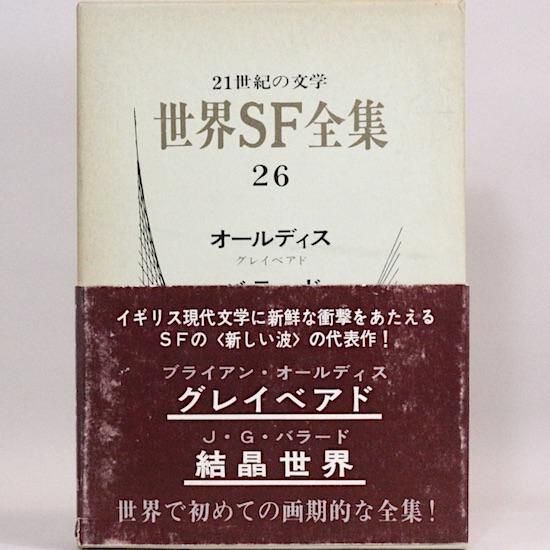 21世紀の文学
世界SF全集
26
オールディス
グレイベアド
バラード
イギリス現代文学に新鮮な衝撃をあたえる
SFの〈新しい波〉の代表作！
ブライアン・オールディス
グレイベアド
J・G・バラード
結晶世界
世界で初めての画期的な全集！